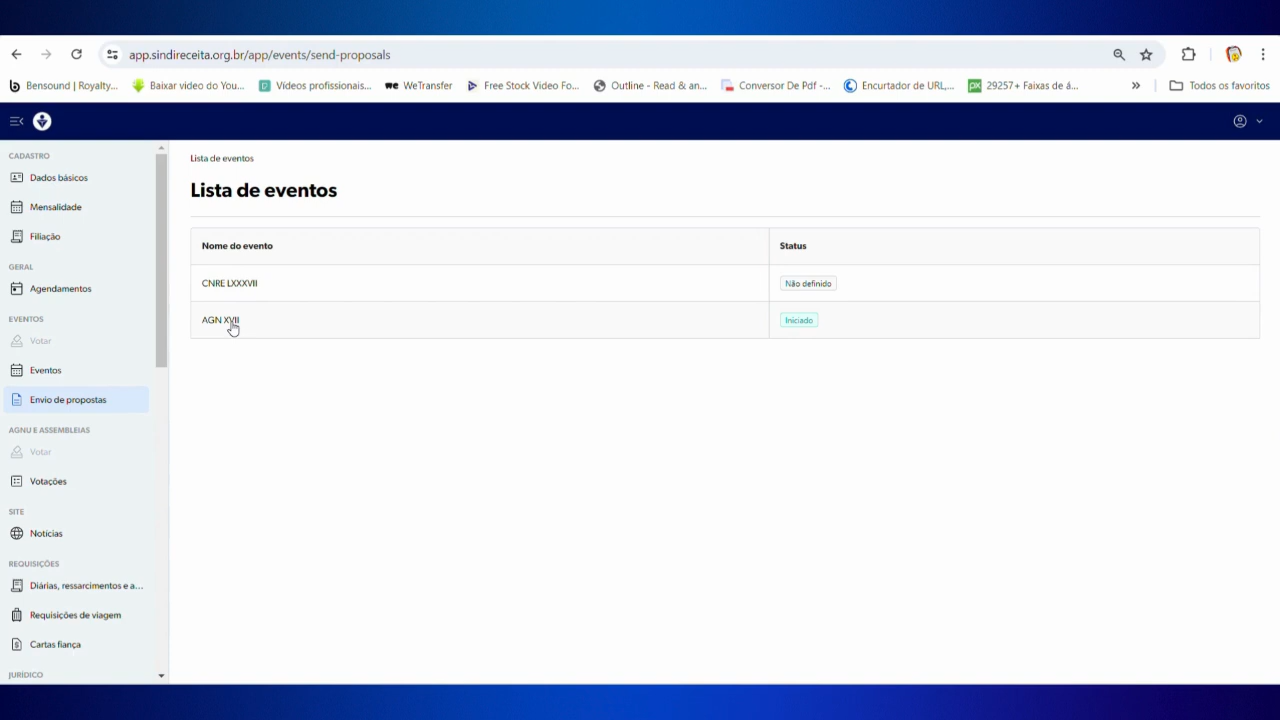 app.sindireceita.org.br/app/events/send-proposals
Bensound | Royalty...
Baixar video do You...
Vídeos profissionais...
WeTransfer
Free Stock Video Fo...
Outline - Read & an...
Conversor De Pdf -...
Encurtador de URL,...
29257+ Faixas de á...
Todos os favoritos
CADASTRO
Dados básicos
Mensalidade
Filiação
GERAL
Agendamentos
EVENTOS
Votar
Eventos
Envio de propostas
AGNU E ASSEMBLEIAS
Votar
Votações
SITE
Notícias
REQUISIÇÕES
Diárias, ressarcimentos e a...
Requisições de viagem
Cartas fiança
JURÍDICO
Lista de eventos
Lista de eventos
Nome do evento Status
CNRE LXXXVII Não definido
AGN XVII Iniciado